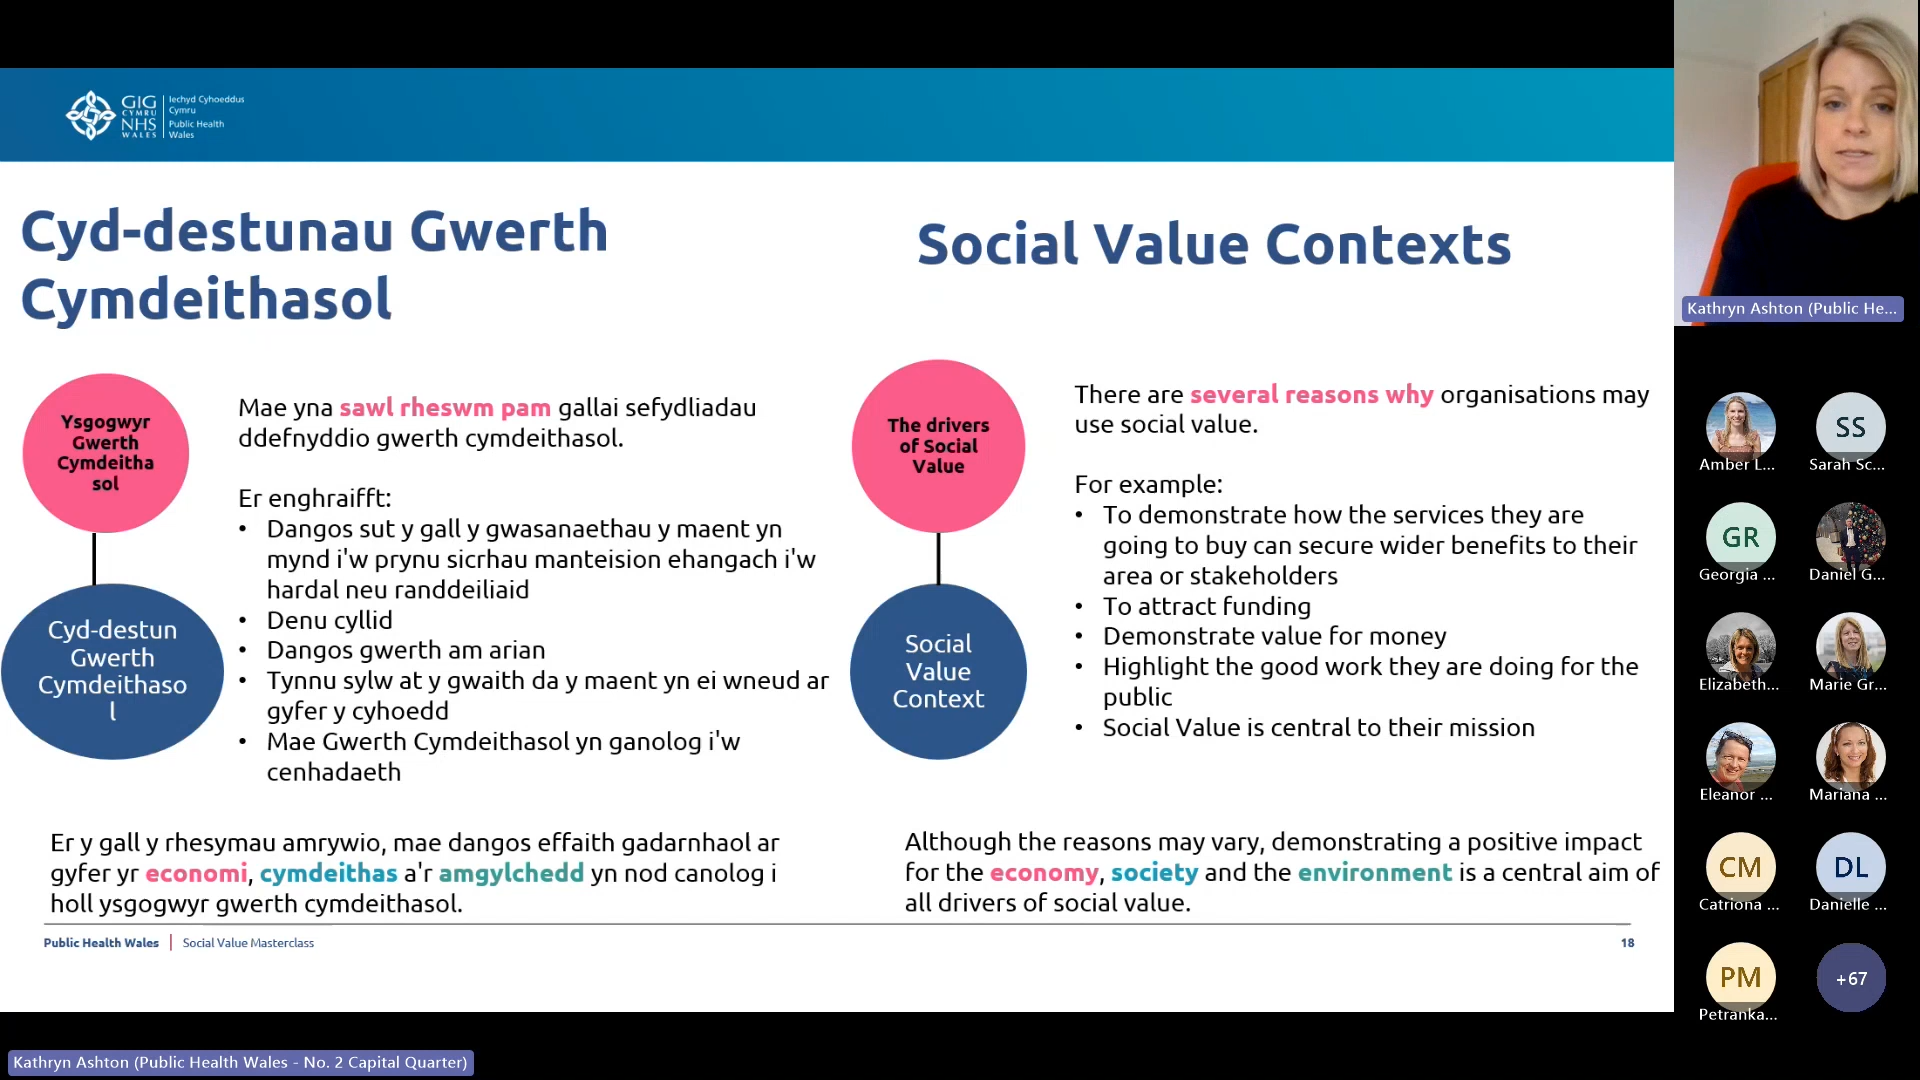 GIG
CYMRU
NHS
WALES
Iechyd Cyhoeddus
Cymru
Public Health
Wales
Cyd-destunau Gwerth
Cymdeithasol
Ysgogwyr
Gwerth
Cymdeitha
sol
Cyd-destun
Gwerth
Cymdeithaso
l
Mae yna sawl rheswm pam gallai sefydliadau
ddefnyddio gwerth cymdeithasol.
Er enghraifft:
• Dangos sut y gall y gwasanaethau y maent yn
mynd i'w prynu sicrhau manteision ehangach i'w
hardal neu randdeiliaid
• Denu cyllid
• Dangos gwerth am arian
• Tynnu sylw at y gwaith da y maent yn ei wneud ar
gyfer y cyhoedd
• Mae Gwerth Cymdeithasol yn ganolog i'w
cenhadaeth
Er y gall y rhesymau amrywio, mae dangos effaith gadarnhaol ar
gyfer yr economi, cymdeithas a'r amgylchedd yn nod canolog i
holl ysgogwyr gwerth cymdeithasol.
Social Value Contexts
The drivers
of Social
Value
Social
Value
Context
There are several reasons why organisations may
use social value.
For example:
• To demonstrate how the services they are
going to buy can secure wider benefits to their
area or stakeholders
• To attract funding
• Demonstrate value for money
• Highlight the good work they are doing for the
public
• Social Value is central to their mission
Although the reasons may vary, demonstrating a positive impact
for the economy, society and the environment is a central aim of
all drivers of social value.
Public Health Wales | Social Value Masterclass
18
Kathryn Ashton (Public He...
Amber L...
SS
Sarah Sc...
GR
Georgia ...
Daniel G...
Elizabeth...
Marie Gr...
Eleanor ...
Mariana ...
CM
Catriona ...
DL
Danielle ...
PM
Petranka...
+67
Kathryn Ashton (Public Health Wales - No. 2 Capital Quarter)